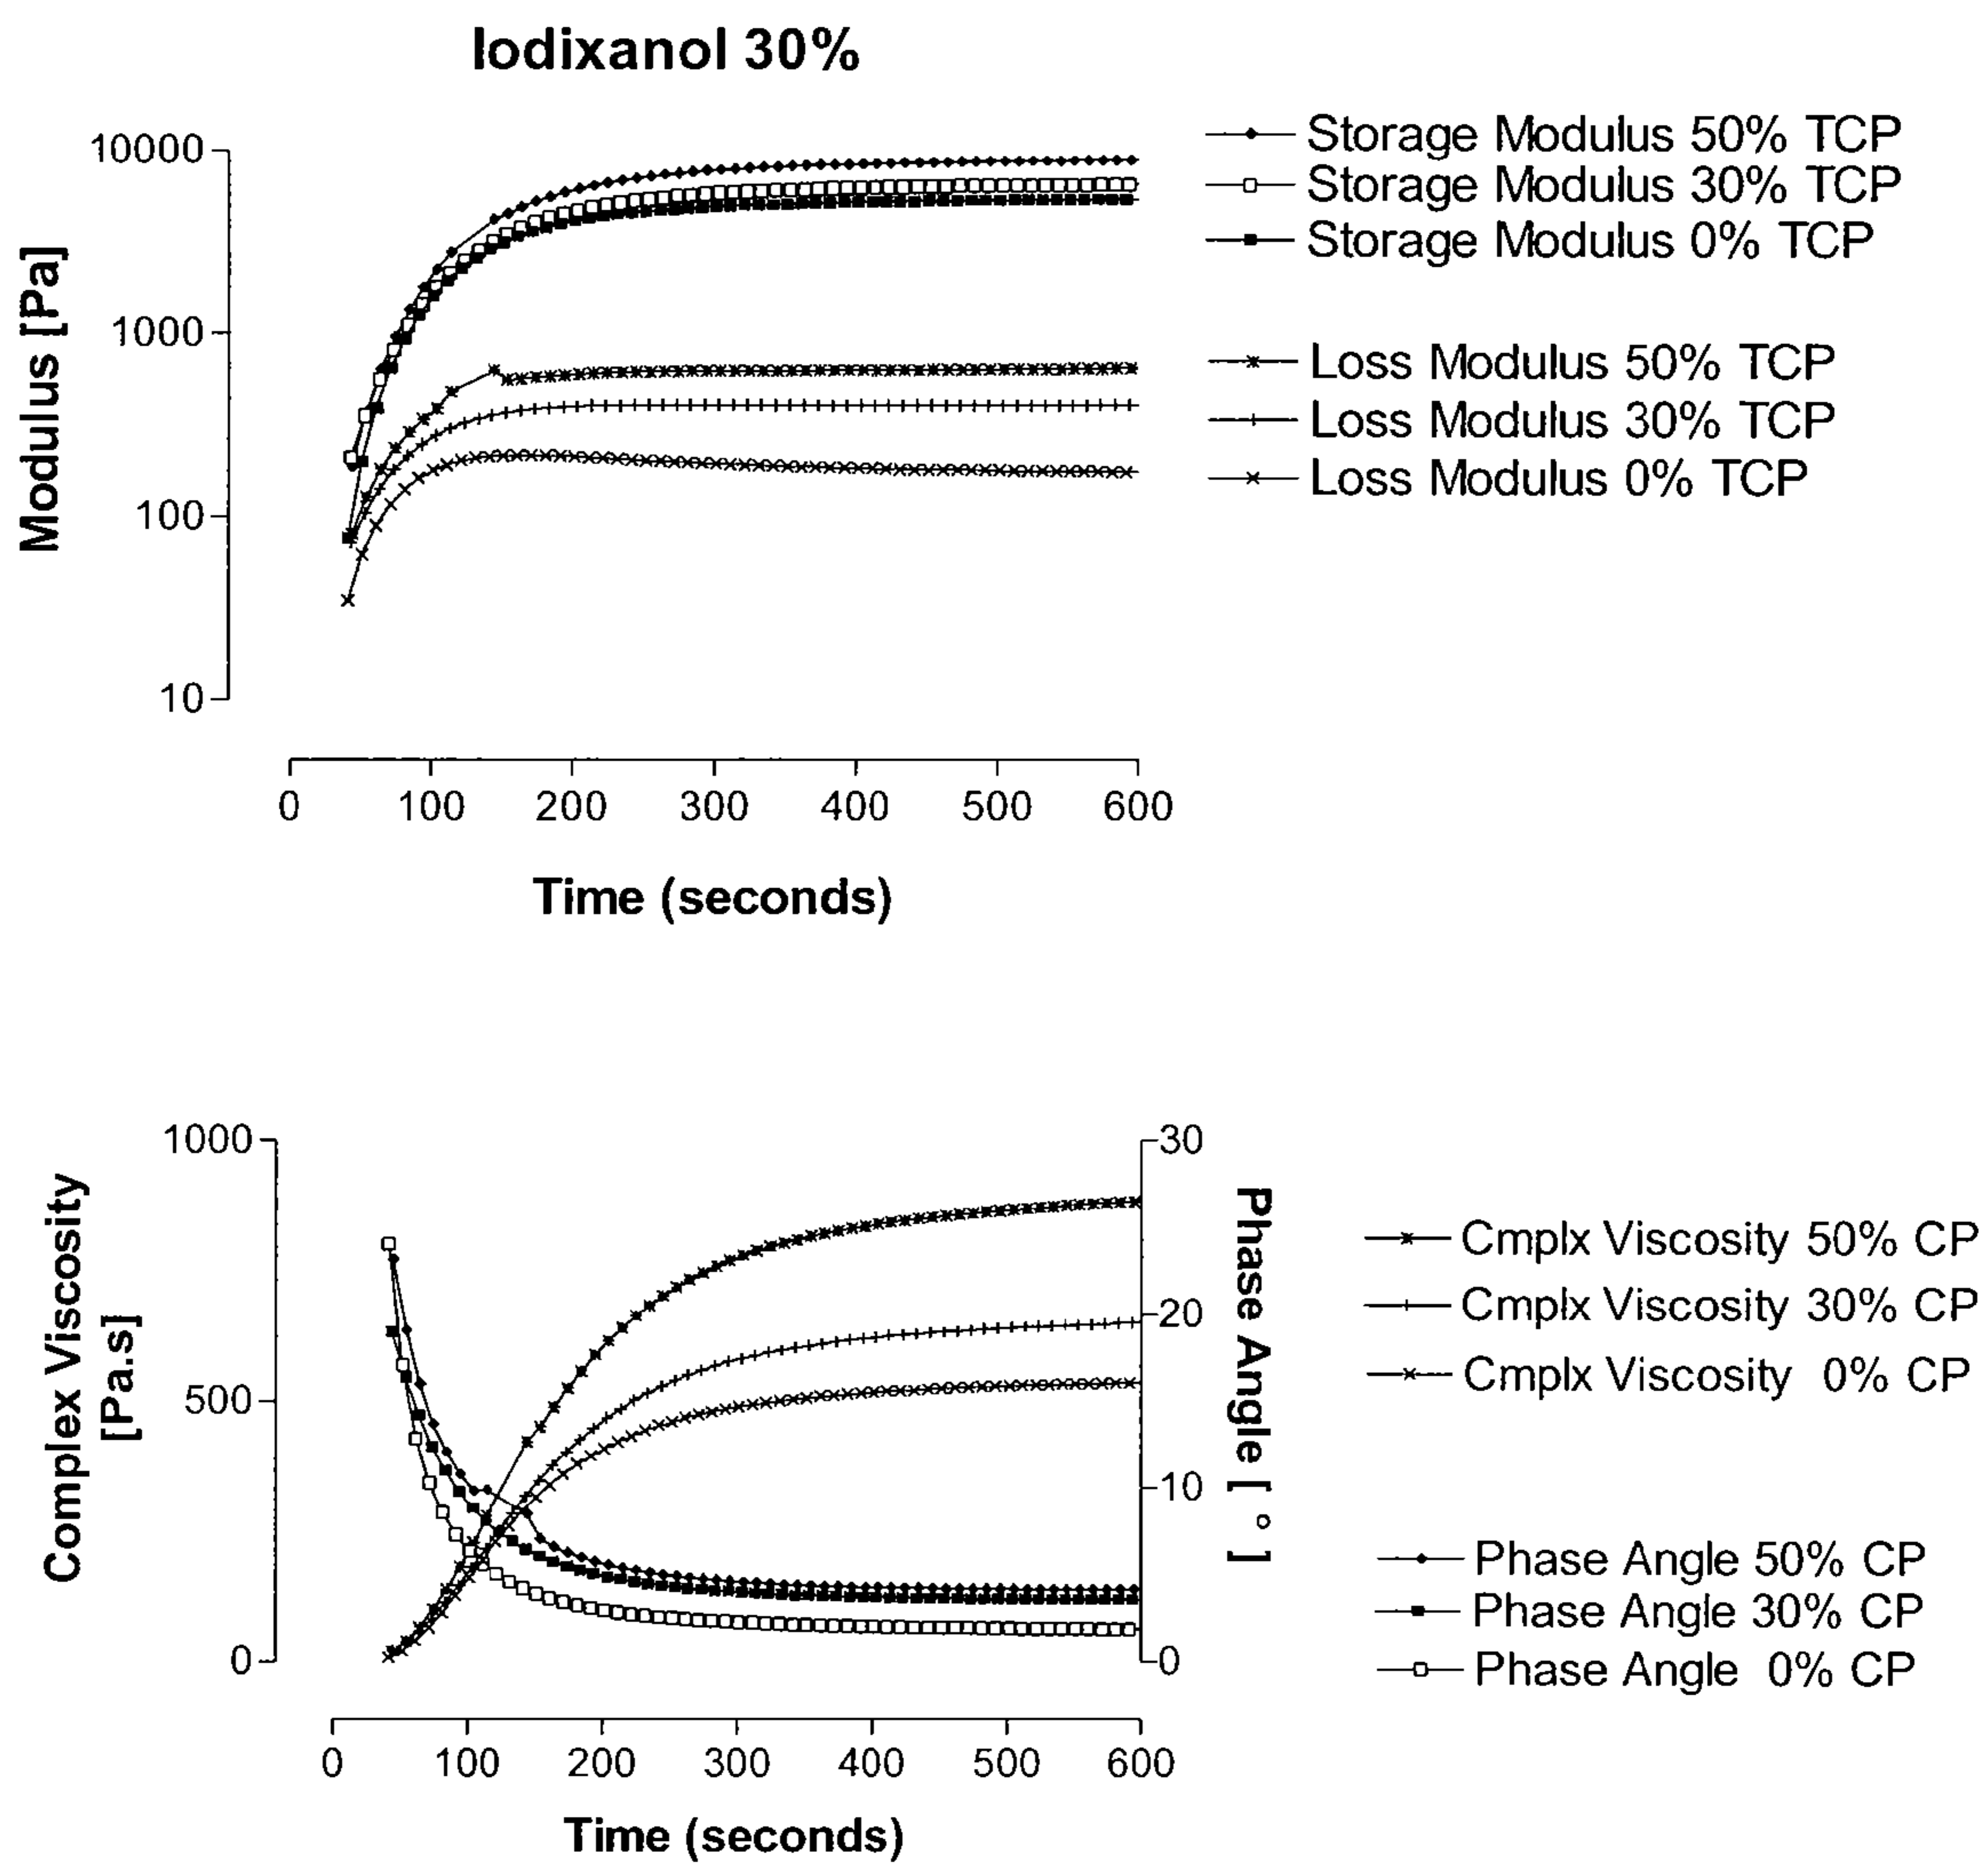 Iodixanol 30%
10000
1000
100
10
Modulus [Pa]
0 100 200 300 400 500 600
Time (seconds)
Storage Modulus 50% TCP
Storage Modulus 30% TCP
Storage Modulus 0% TCP
Loss Modulus 50% TCP
Loss Modulus 30% TCP
Loss Modulus 0% TCP
1000
500
0
Complex Viscosity
[Pa.s]
30
20
10
0
Phase Angle [ ° ]
0 100 200 300 400 500 600
Time (seconds)
Cmplx Viscosity 50% CP
Cmplx Viscosity 30% CP
Cmplx Viscosity 0% CP
Phase Angle 50% CP
Phase Angle 30% CP
Phase Angle 0% CP